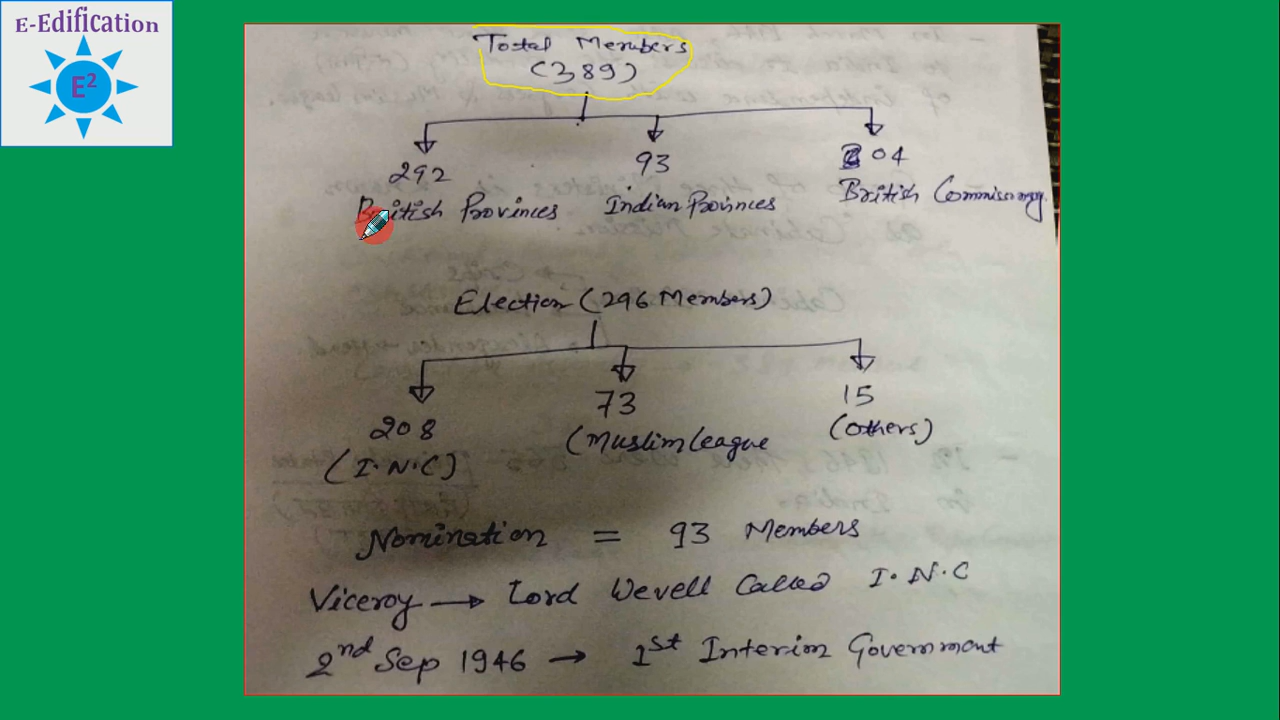 E-Edification
E²
Total Members
(389)
292 93 04
British Provinces Indian Provinces British Commissionary
Election (296 Members)
208 73 15
(I.N.C) (Muslim league (others)
Nomination = 93 Members
Viceroy → Lord Wevell Called I.N.C
2nd Sep 1946 → 1st Interim Government